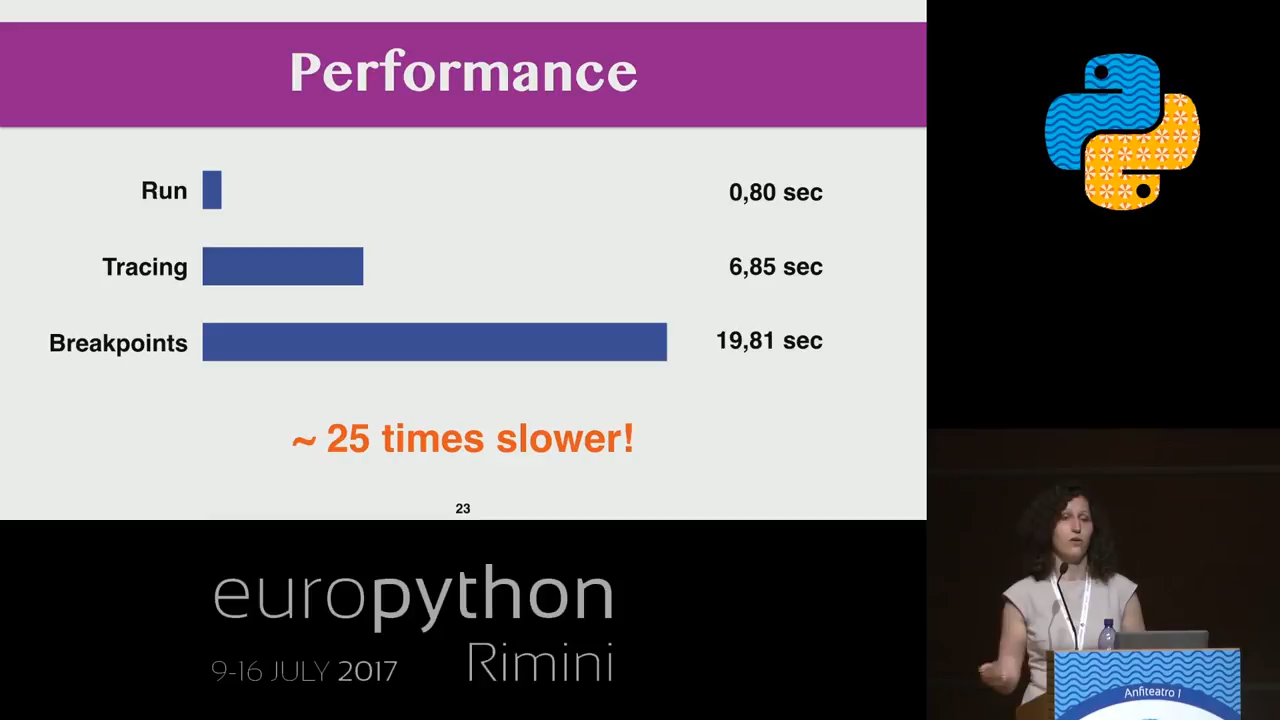 Performance
Run 0,80 sec
Tracing 6,85 sec
Breakpoints 19,81 sec
~ 25 times slower!
23
europython
9-16 JULY 2017 Rimini
Anfiteatro 1